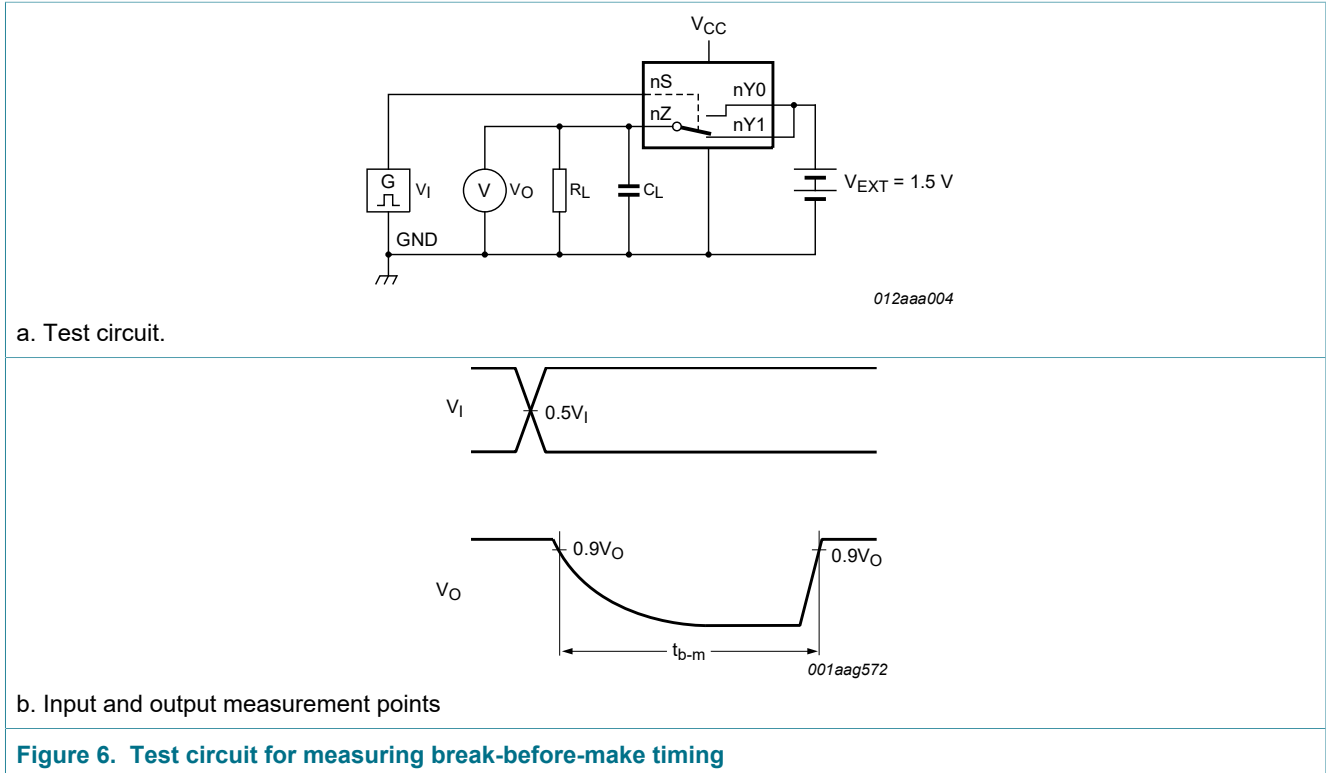 VCC
nS
nY0
nZ
nY1
G
VI
V
VO
RL
CL
VEXT = 1.5 V
GND
012aaa004
a. Test circuit.
VI
0.5VI
0.9VO
0.9VO
VO
tb-m
001aag572
b. Input and output measurement points
Figure 6. Test circuit for measuring break-before-make timing